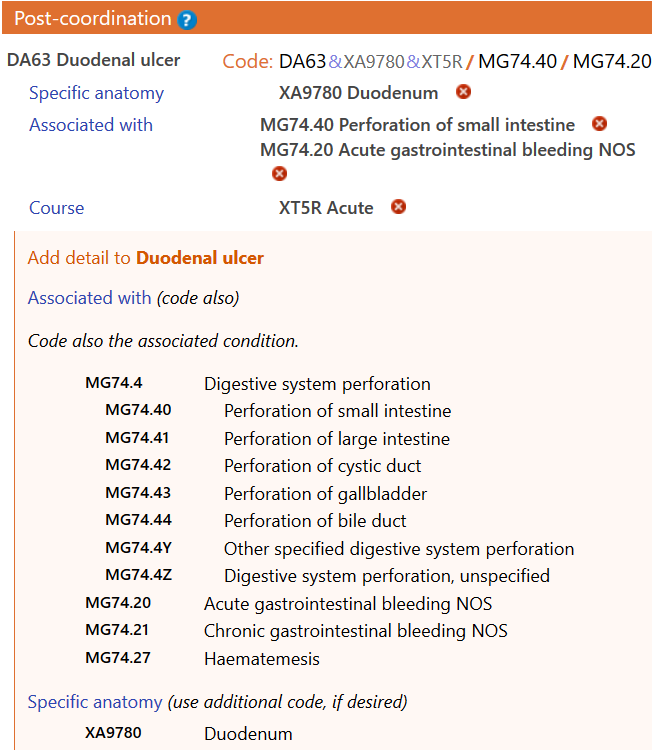 Post-coordination ?
DA63 Duodenal ulcer Code: DA63&XA9780&XT5R / MG74.40 / MG74.20
Specific anatomy XA9780 Duodenum
Associated with MG74.40 Perforation of small intestine
MG74.20 Acute gastrointestinal bleeding NOS
Course XT5R Acute
Add detail to Duodenal ulcer
Associated with (code also)
Code also the associated condition.
MG74.4 Digestive system perforation
MG74.40 Perforation of small intestine
MG74.41 Perforation of large intestine
MG74.42 Perforation of cystic duct
MG74.43 Perforation of gallbladder
MG74.44 Perforation of bile duct
MG74.4Y Other specified digestive system perforation
MG74.4Z Digestive system perforation, unspecified
MG74.20 Acute gastrointestinal bleeding NOS
MG74.21 Chronic gastrointestinal bleeding NOS
MG74.27 Haematemesis
Specific anatomy (use additional code, if desired)
XA9780 Duodenum